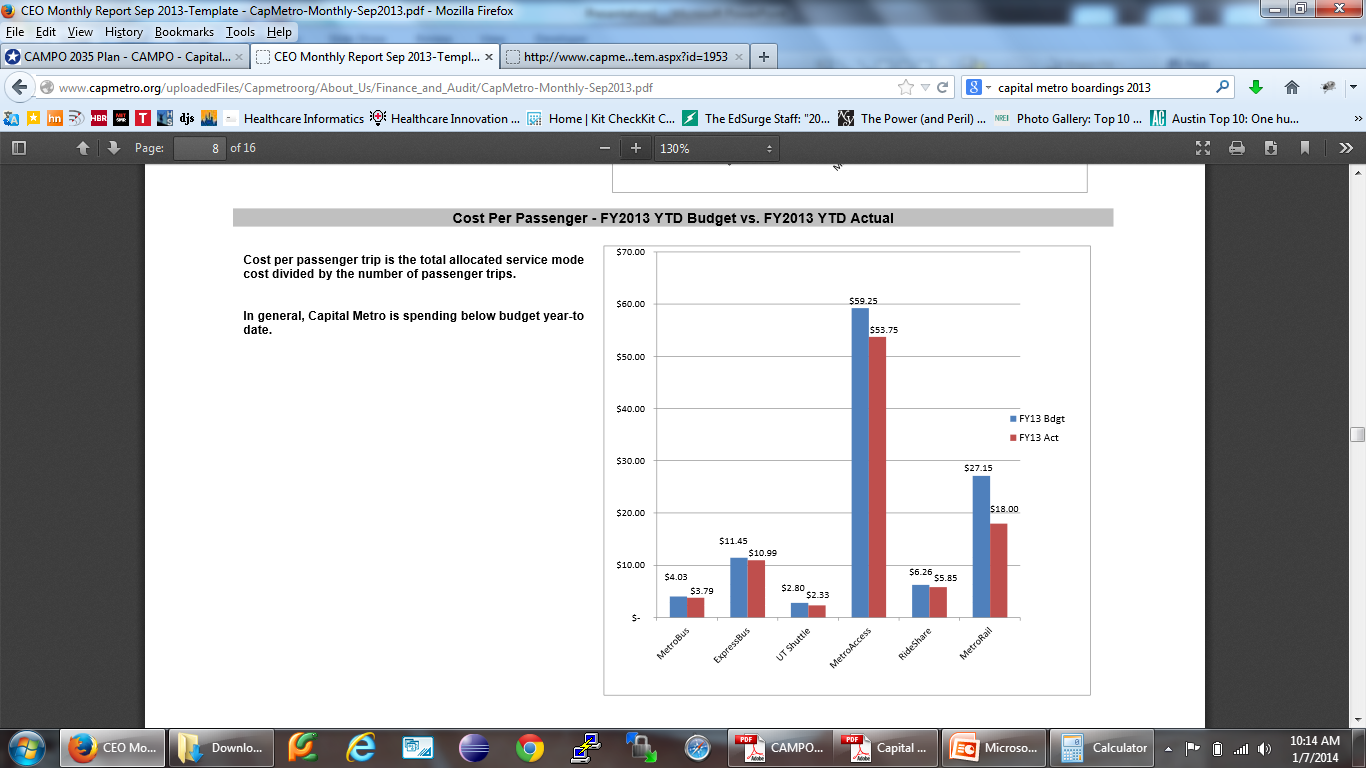 CEO Monthly Report Sep 2013-Template - CapMetro-Monthly-Sep2013.pdf - Mozilla Firefox
File Edit View History Bookmarks Tools Help
CAMPO 2035 Plan - CAMPO - Capital... CEO Monthly Report Sep 2013-Templ... http://www.capme...tem.aspx?id=1953
www.capmetro.org/uploadedFiles/Capmetroorg/About_Us/Finance_and_Audit/CapMetro-Monthly-Sep2013.pdf capital metro boardings 2013
hn HBR T djs Healthcare Informatics Healthcare Innovation ... Home | Kit CheckKit C... The EdSurge Staff: "20... The Power (and Peril) ... NREI Photo Gallery: Top 10 ... AG Austin Top 10: One hu...
Page: 8 of 16 130%
Cost Per Passenger - FY2013 YTD Budget vs. FY2013 YTD Actual
Cost per passenger trip is the total allocated service mode
cost divided by the number of passenger trips.
In general, Capital Metro is spending below budget year-to
date.
$70.00
$60.00
$50.00
$40.00
$30.00
$20.00
$10.00
$-
$4.03
$3.79
$11.45
$10.99
$2.80
$2.33
$59.25
$53.75
$6.26
$5.85
$27.15
$18.00
MetroBus
ExpressBus
UT Shuttle
MetroAccess
RideShare
MetroRail
FY13 Bdgt
FY13 Act
CEO Mo... Downlo... CAMPO... Capital ... Microso... Calculator
10:14 AM
1/7/2014